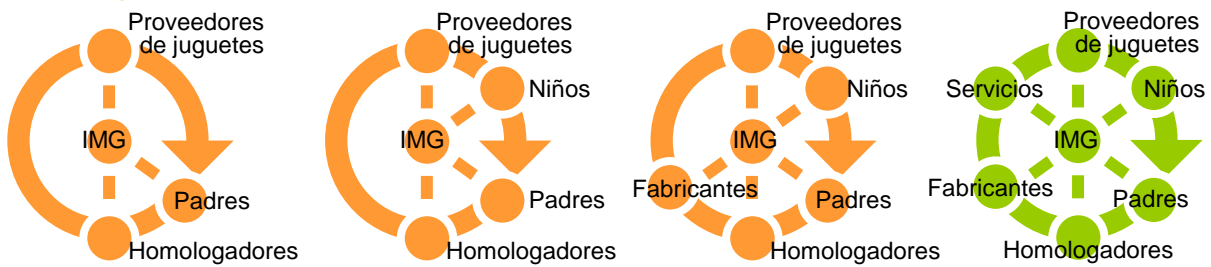 Proveedores
de juguetes
IMG
Padres
Homologadores
Proveedores
de juguetes
Niños
IMG
Padres
Homologadores
Proveedores
de juguetes
Niños
IMG
Fabricantes
Padres
Homologadores
Proveedores
de juguetes
Servicios
Niños
IMG
Fabricantes
Padres
Homologadores